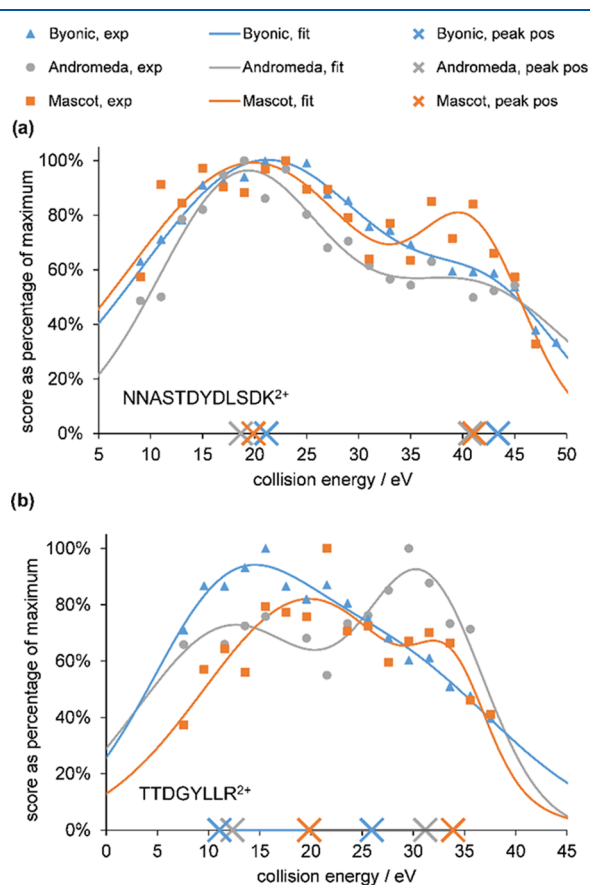 Byonic, exp Byonic, fit Byonic, peak pos
Andromeda, exp Andromeda, fit Andromeda, peak pos
Mascot, exp Mascot, fit Mascot, peak pos
(a)
score as percentage of maximum
100%
80%
60%
40%
20%
0%
NNASTDYDLSDK2+
5 10 15 20 25 30 35 40 45 50
collision energy / eV
(b)
score as percentage of maximum
100%
80%
60%
40%
20%
0%
TTDGYLLR2+
0 5 10 15 20 25 30 35 40 45
collision energy / eV